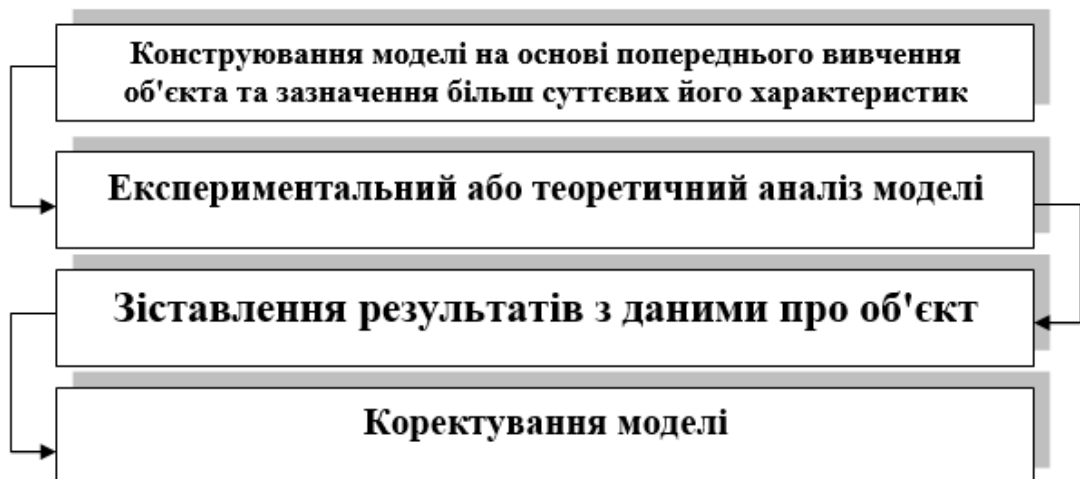 Конструювання моделі на основі попереднього вивчення
об'єкта та зазначення більш суттєвих його характеристик
Експериментальний або теоретичний аналіз моделі
Зіставлення результатів з даними про об'єкт
Коректування моделі